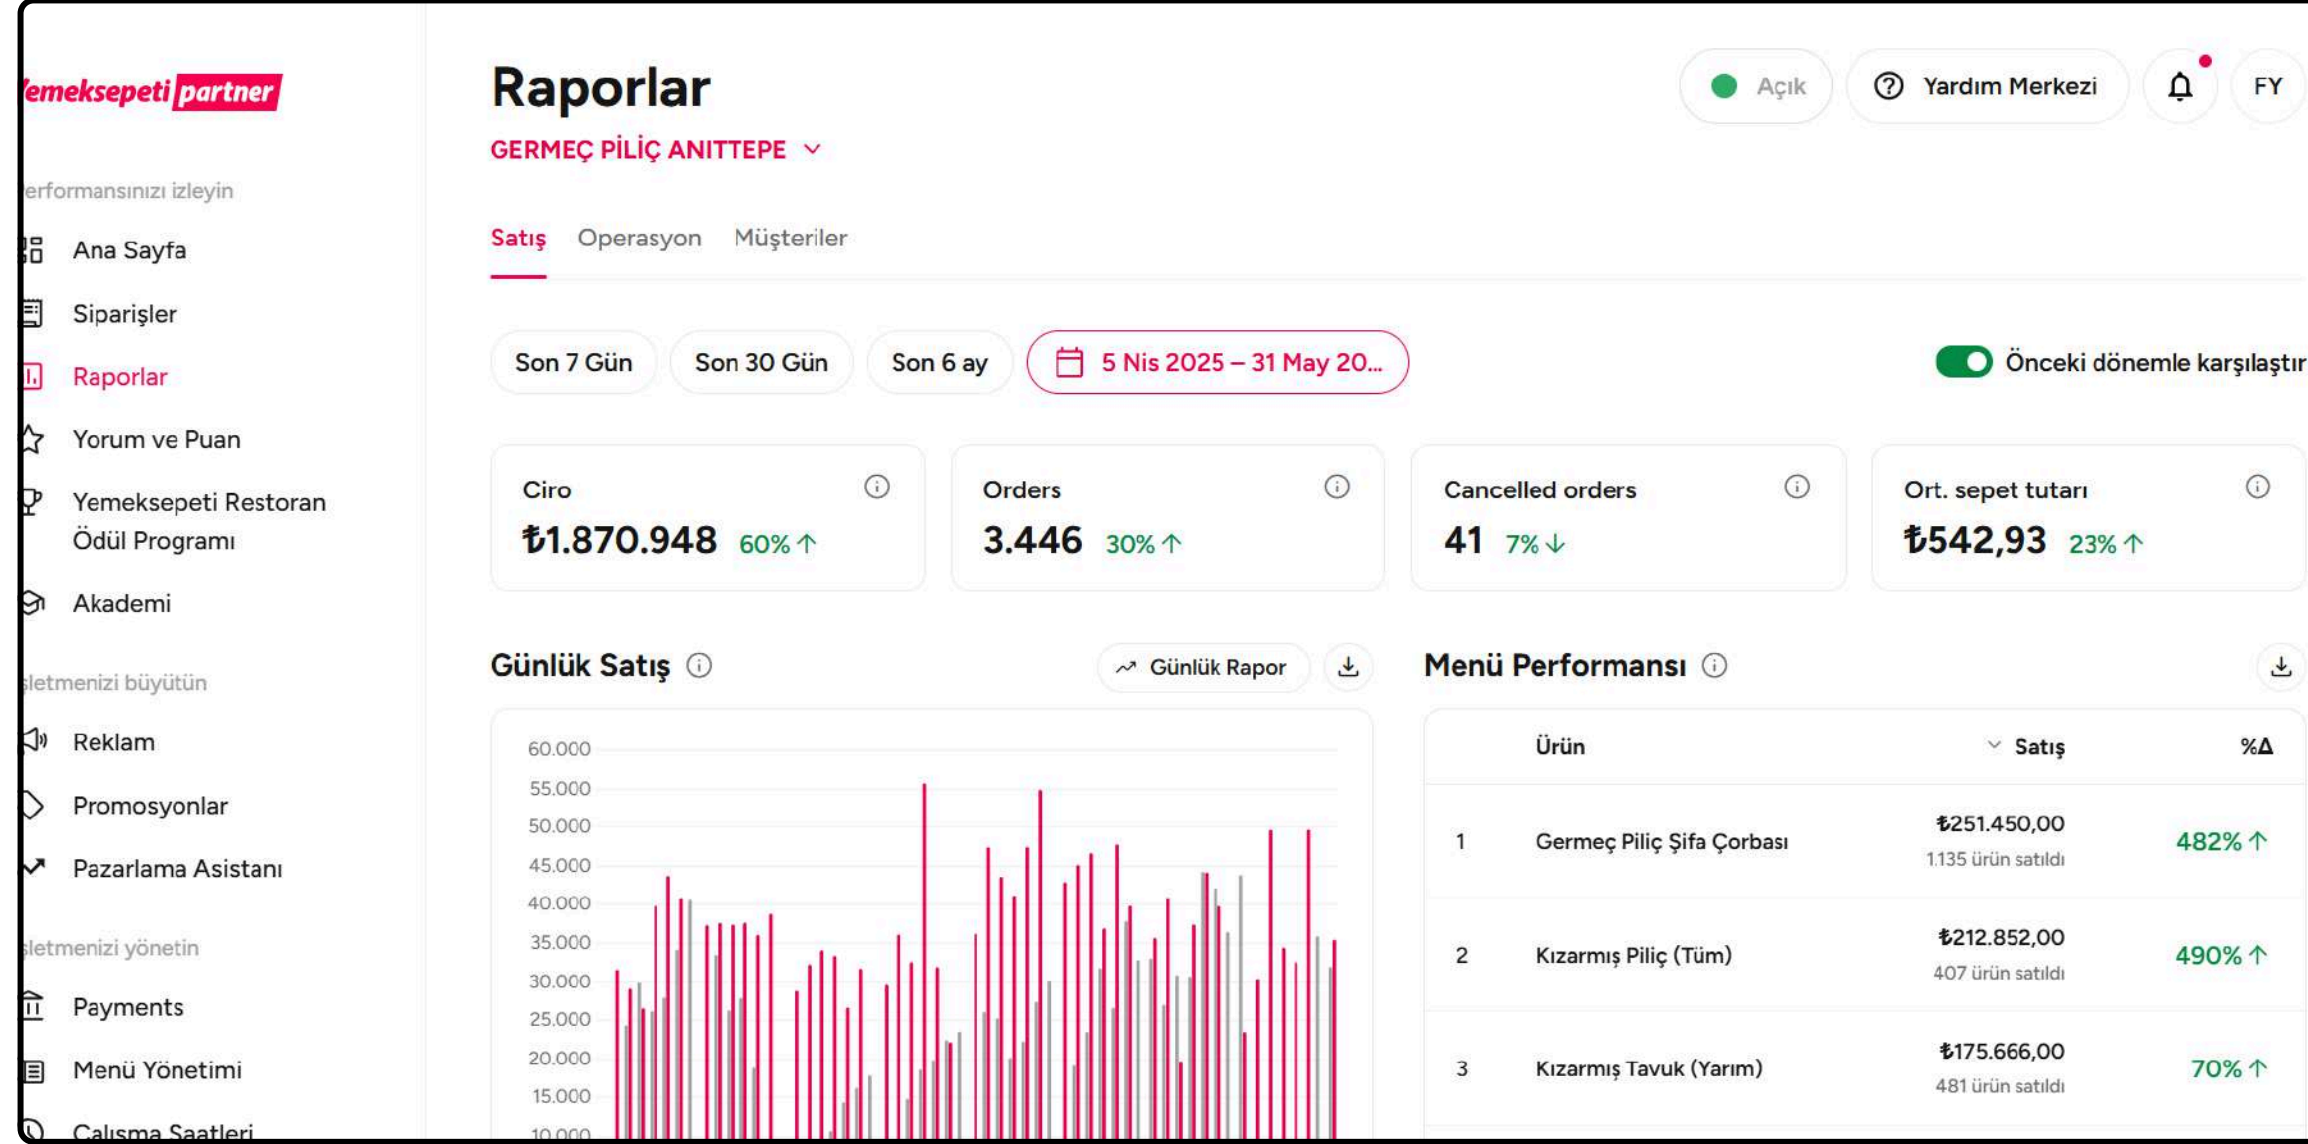 emeksepeti partner
erformansınızı izleyin
Ana Sayfa
Siparişler
Raporlar
Yorum ve Puan
Yemeksepeti Restoran
Ödül Programı
Akademi
şletmenizi büyütün
Reklam
Promosyonlar
Pazarlama Asistanı
şletmenizi yönetin
Payments
Menü Yönetimi
Çalışma Saatleri
Raporlar
GERMEÇ PİLİÇ ANITTEPE
Açık
Yardım Merkezi
FY
Satış Operasyon Müşteriler
Son 7 Gün
Son 30 Gün
Son 6 ay
5 Nis 2025 – 31 May 20...
Önceki dönemle karşılaştır
Ciro
₺1.870.948 60% ↑
Orders
3.446 30% ↑
Cancelled orders
41 7% ↓
Ort. sepet tutarı
₺542,93 23% ↑
Günlük Satış
Günlük Rapor
60.000
55.000
50.000
45.000
40.000
35.000
30.000
25.000
20.000
15.000
10.000
Menü Performansı
Ürün Satış %Δ
1 Germeç Piliç Şifa Çorbası ₺251.450,00 482% ↑
1.135 ürün satıldı
2 Kızarmış Piliç (Tüm) ₺212.852,00 490% ↑
407 ürün satıldı
3 Kızarmış Tavuk (Yarım) ₺175.666,00 70% ↑
481 ürün satıldı